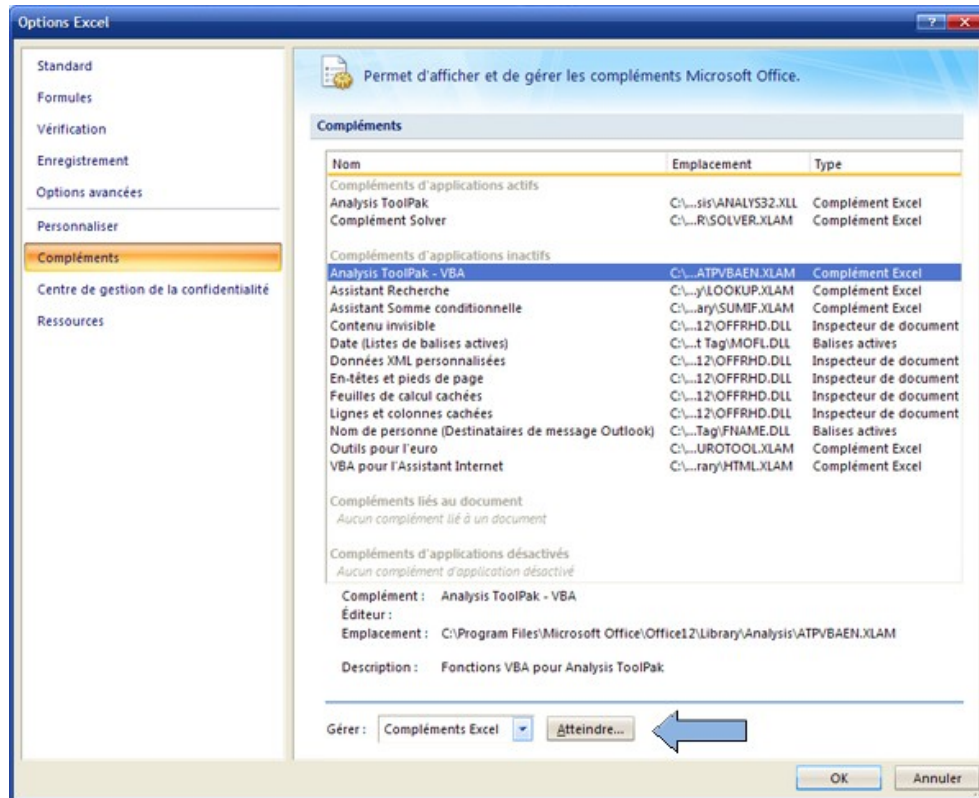 Options Excel
Standard
Formules
Vérification
Enregistrement
Options avancées
Personnaliser
Compléments
Centre de gestion de la confidentialité
Ressources
Permet d'afficher et de gérer les compléments Microsoft Office.
Compléments
Nom Emplacement Type
Compléments d'applications actifs
Analysis ToolPak C:\...sis\ANALYS32.XLL Complément Excel
Complément Solver C:\...R\SOLVER.XLAM Complément Excel
Compléments d'applications inactifs
Analysis ToolPak - VBA C:\...ATPVBAEN.XLAM Complément Excel
Assistant Recherche C:\...y\LOOKUP.XLAM Complément Excel
Assistant Somme conditionnelle C:\...ary\SUMIF.XLAM Complément Excel
Contenu invisible C:\...12\OFFRHD.DLL Inspecteur de document
Date (Listes de balises actives) C:\...t Tag\MOFL.DLL Balises actives
Données XML personnalisées C:\...12\OFFRHD.DLL Inspecteur de document
En-têtes et pieds de page C:\...12\OFFRHD.DLL Inspecteur de document
Feuilles de calcul cachées C:\...12\OFFRHD.DLL Inspecteur de document
Lignes et colonnes cachées C:\...12\OFFRHD.DLL Inspecteur de document
Nom de personne (Destinataires de message Outlook) C:\...Tag\FNAME.DLL Balises actives
Outils pour l'euro C:\...UROTOOL.XLAM Complément Excel
VBA pour l'Assistant Internet C:\...rary\HTML.XLAM Complément Excel
Compléments liés au document
Aucun complément lié à un document
Compléments d'applications désactivés
Aucun complément d'application désactivé
Complément : Analysis ToolPak - VBA
Éditeur :
Emplacement : C:\Program Files\Microsoft Office\Office12\Library\Analysis\ATPVBAEN.XLAM
Description : Fonctions VBA pour Analysis ToolPak
Gérer : Compléments Excel Atteindre...
OK Annuler